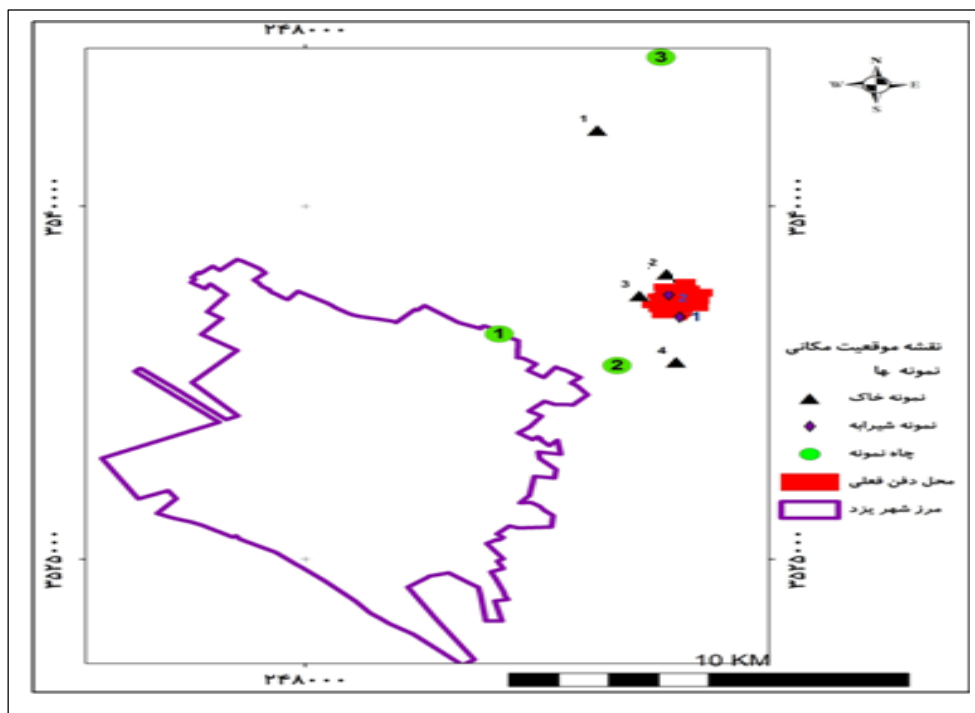 ۲۴۸۰۰۰
3
N
W E
S
1
۳۵۴۰۰۰۰
۳۵۴۰۰۰۰
2
3
2
1
1
2
4
نقشه موقعیت مکانی
نمونه ها
نمونه خاک
نمونه شیرابه
چاه نمونه
محل دفن فعلی
مرز شهر یزد
۳۵۲۵۰۰۰
۳۵۲۵۰۰۰
10 KM
۲۴۸۰۰۰